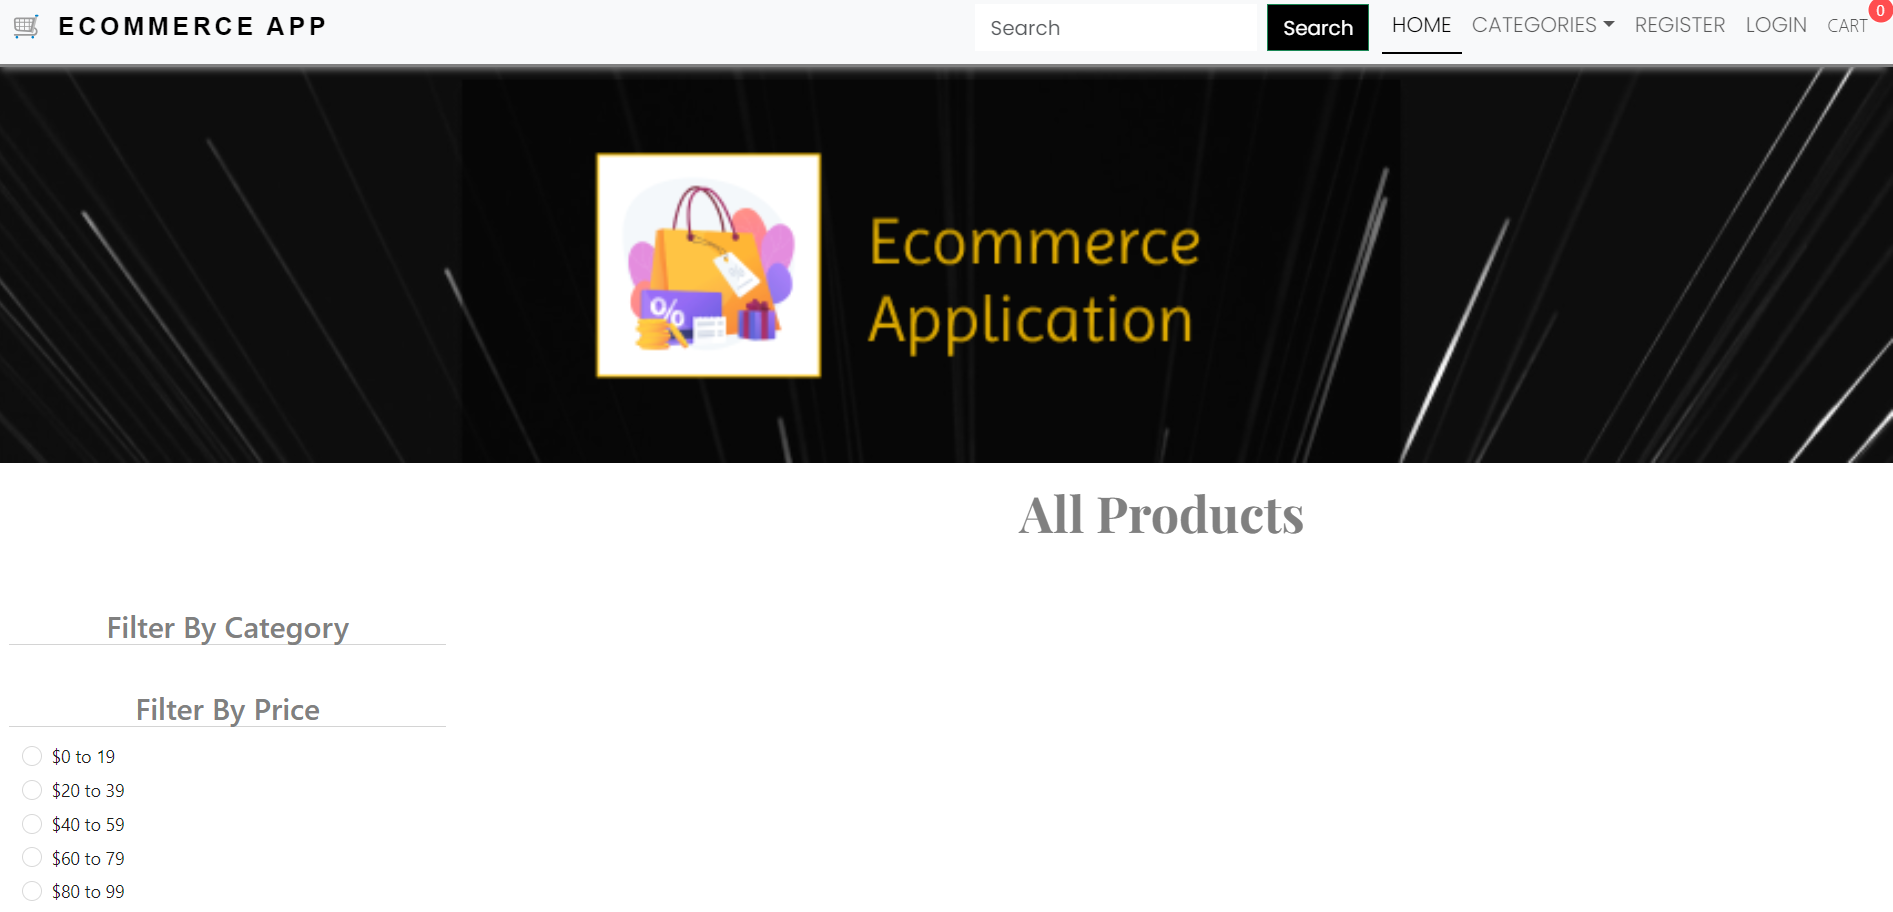 🛒 ECOMMERCE APP
Search Search HOME CATEGORIES REGISTER LOGIN CART 0
%
Ecommerce
Application
All Products
Filter By Category
Filter By Price
$0 to 19
$20 to 39
$40 to 59
$60 to 79
$80 to 99